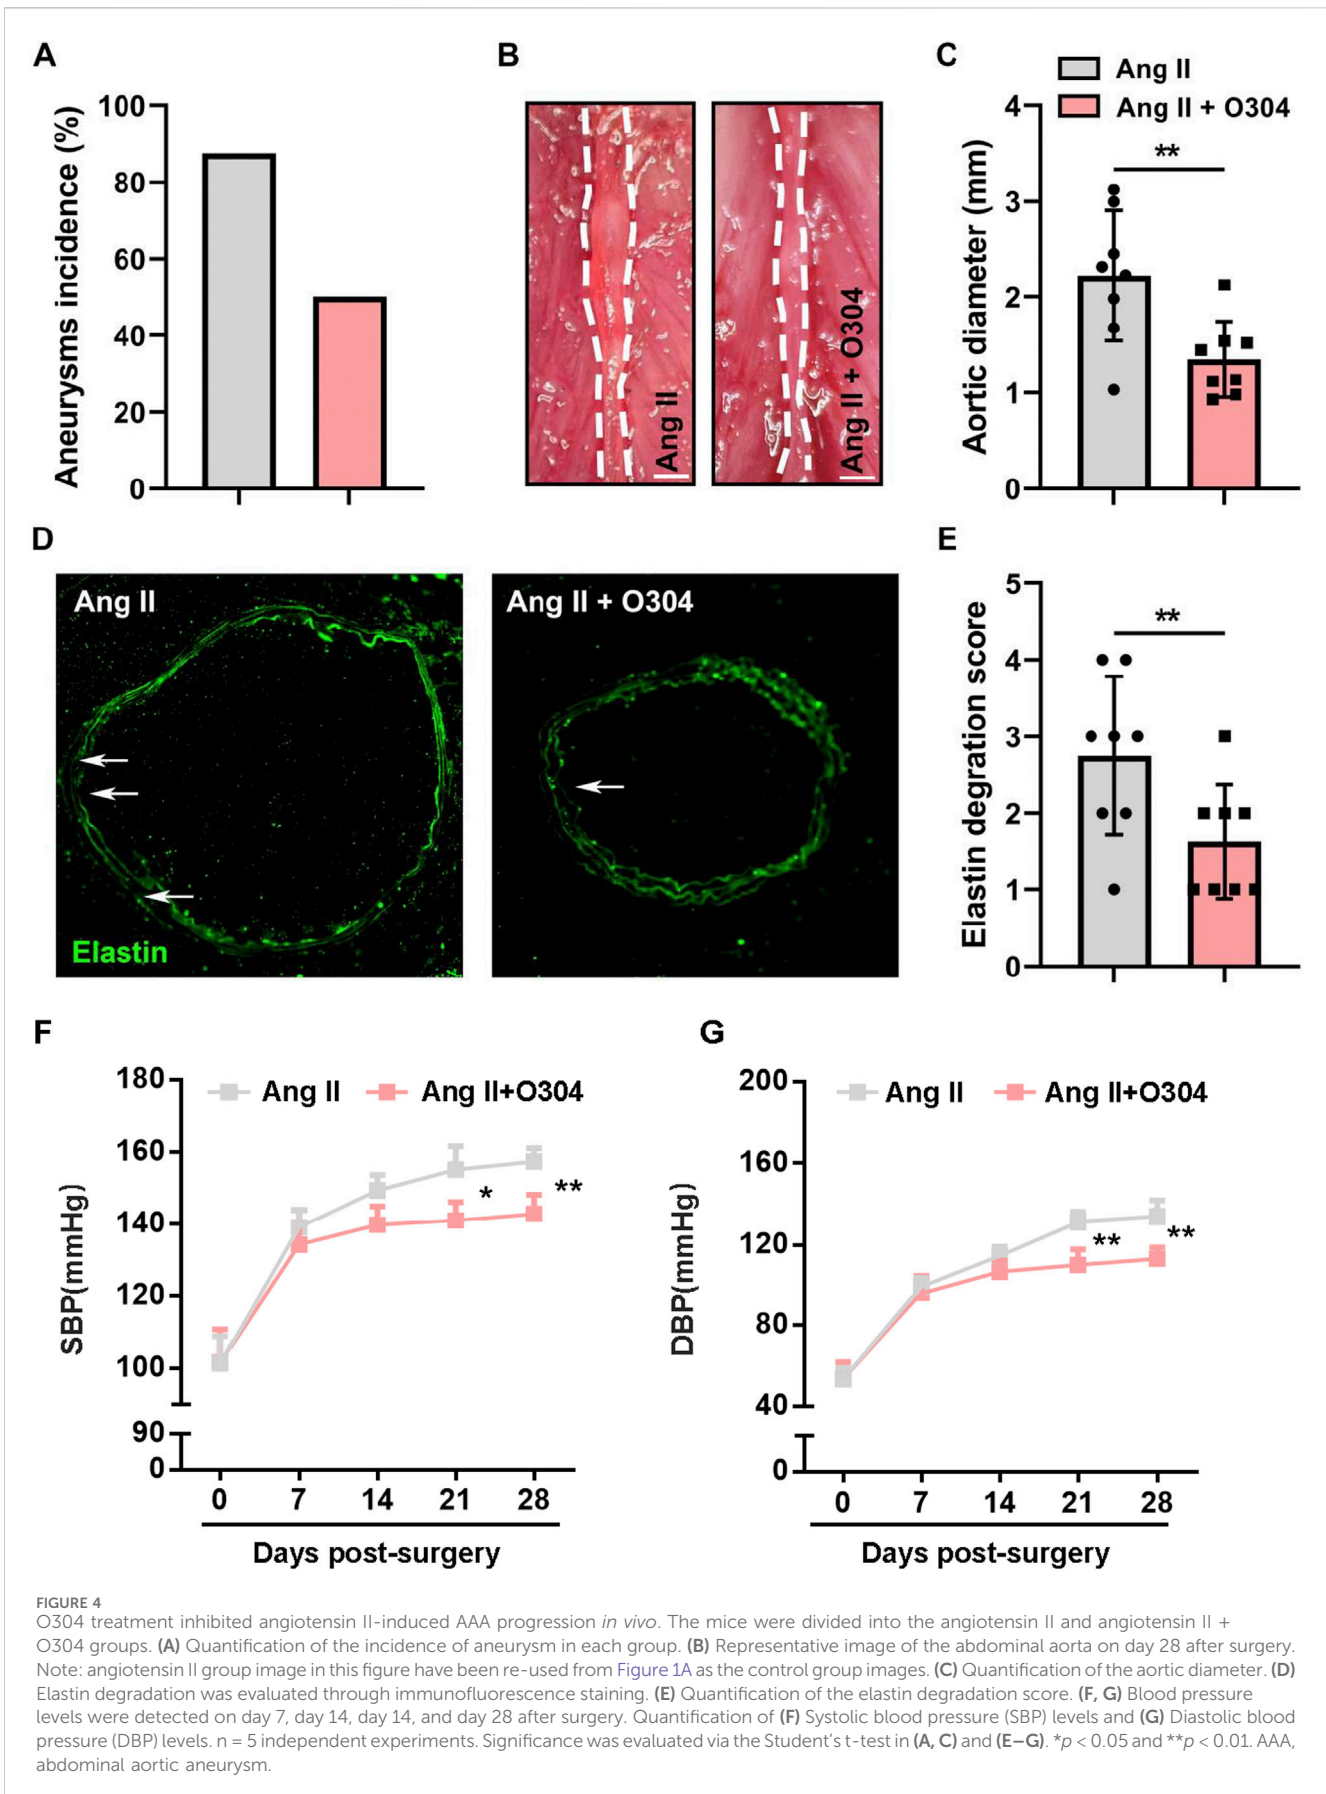 A
Aneurysms incidence (%)
100
80
60
40
20
0
B
Ang II
Ang II + O304
C
Ang II
Ang II + O304
Aortic diameter (mm)
4
3
2
1
0
**
D
Ang II
Elastin
Ang II + O304
E
Elastin degration score
5
4
3
2
1
0
**
F
Ang II
Ang II+O304
SBP(mmHg)
180
160
140
120
100
90
0
*
**
0 7 14 21 28
Days post-surgery
G
Ang II
Ang II+O304
DBP(mmHg)
200
160
120
80
40
0
**
**
0 7 14 21 28
Days post-surgery
FIGURE 4
O304 treatment inhibited angiotensin II-induced AAA progression in vivo. The mice were divided into the angiotensin II and angiotensin II +
O304 groups. (A) Quantification of the incidence of aneurysm in each group. (B) Representative image of the abdominal aorta on day 28 after surgery.
Note: angiotensin II group image in this figure have been re-used from Figure 1A as the control group images. (C) Quantification of the aortic diameter. (D)
Elastin degradation was evaluated through immunofluorescence staining. (E) Quantification of the elastin degradation score. (F, G) Blood pressure
levels were detected on day 7, day 14, day 14, and day 28 after surgery. Quantification of (F) Systolic blood pressure (SBP) levels and (G) Diastolic blood
pressure (DBP) levels. n = 5 independent experiments. Significance was evaluated via the Student's t-test in (A, C) and (E–G). *p < 0.05 and **p < 0.01. AAA,
abdominal aortic aneurysm.